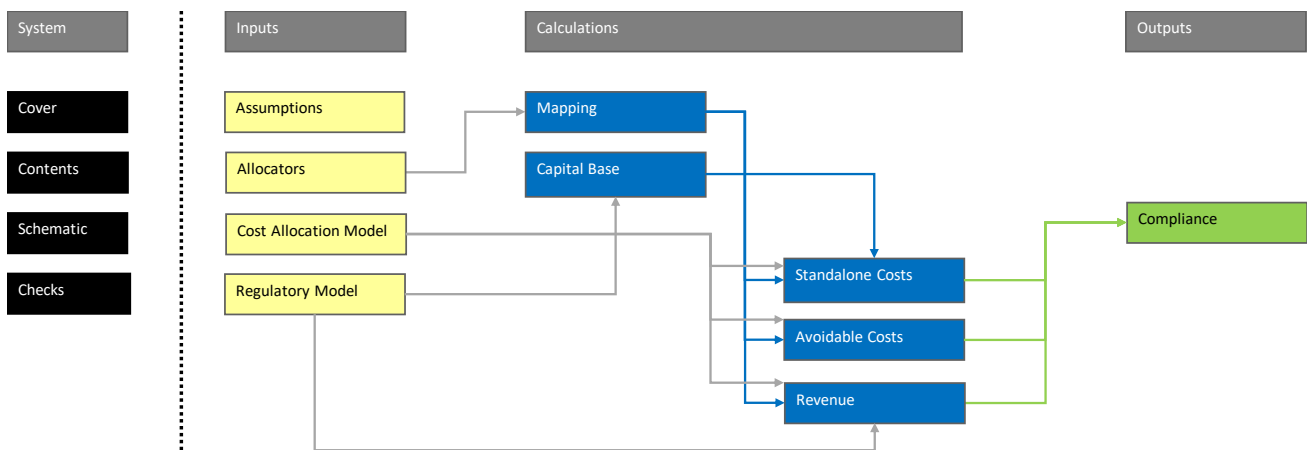 System
Inputs
Calculations
Outputs
Cover
Assumptions
Mapping
Contents
Allocators
Capital Base
Schematic
Cost Allocation Model
Compliance
Checks
Regulatory Model
Standalone Costs
Avoidable Costs
Revenue